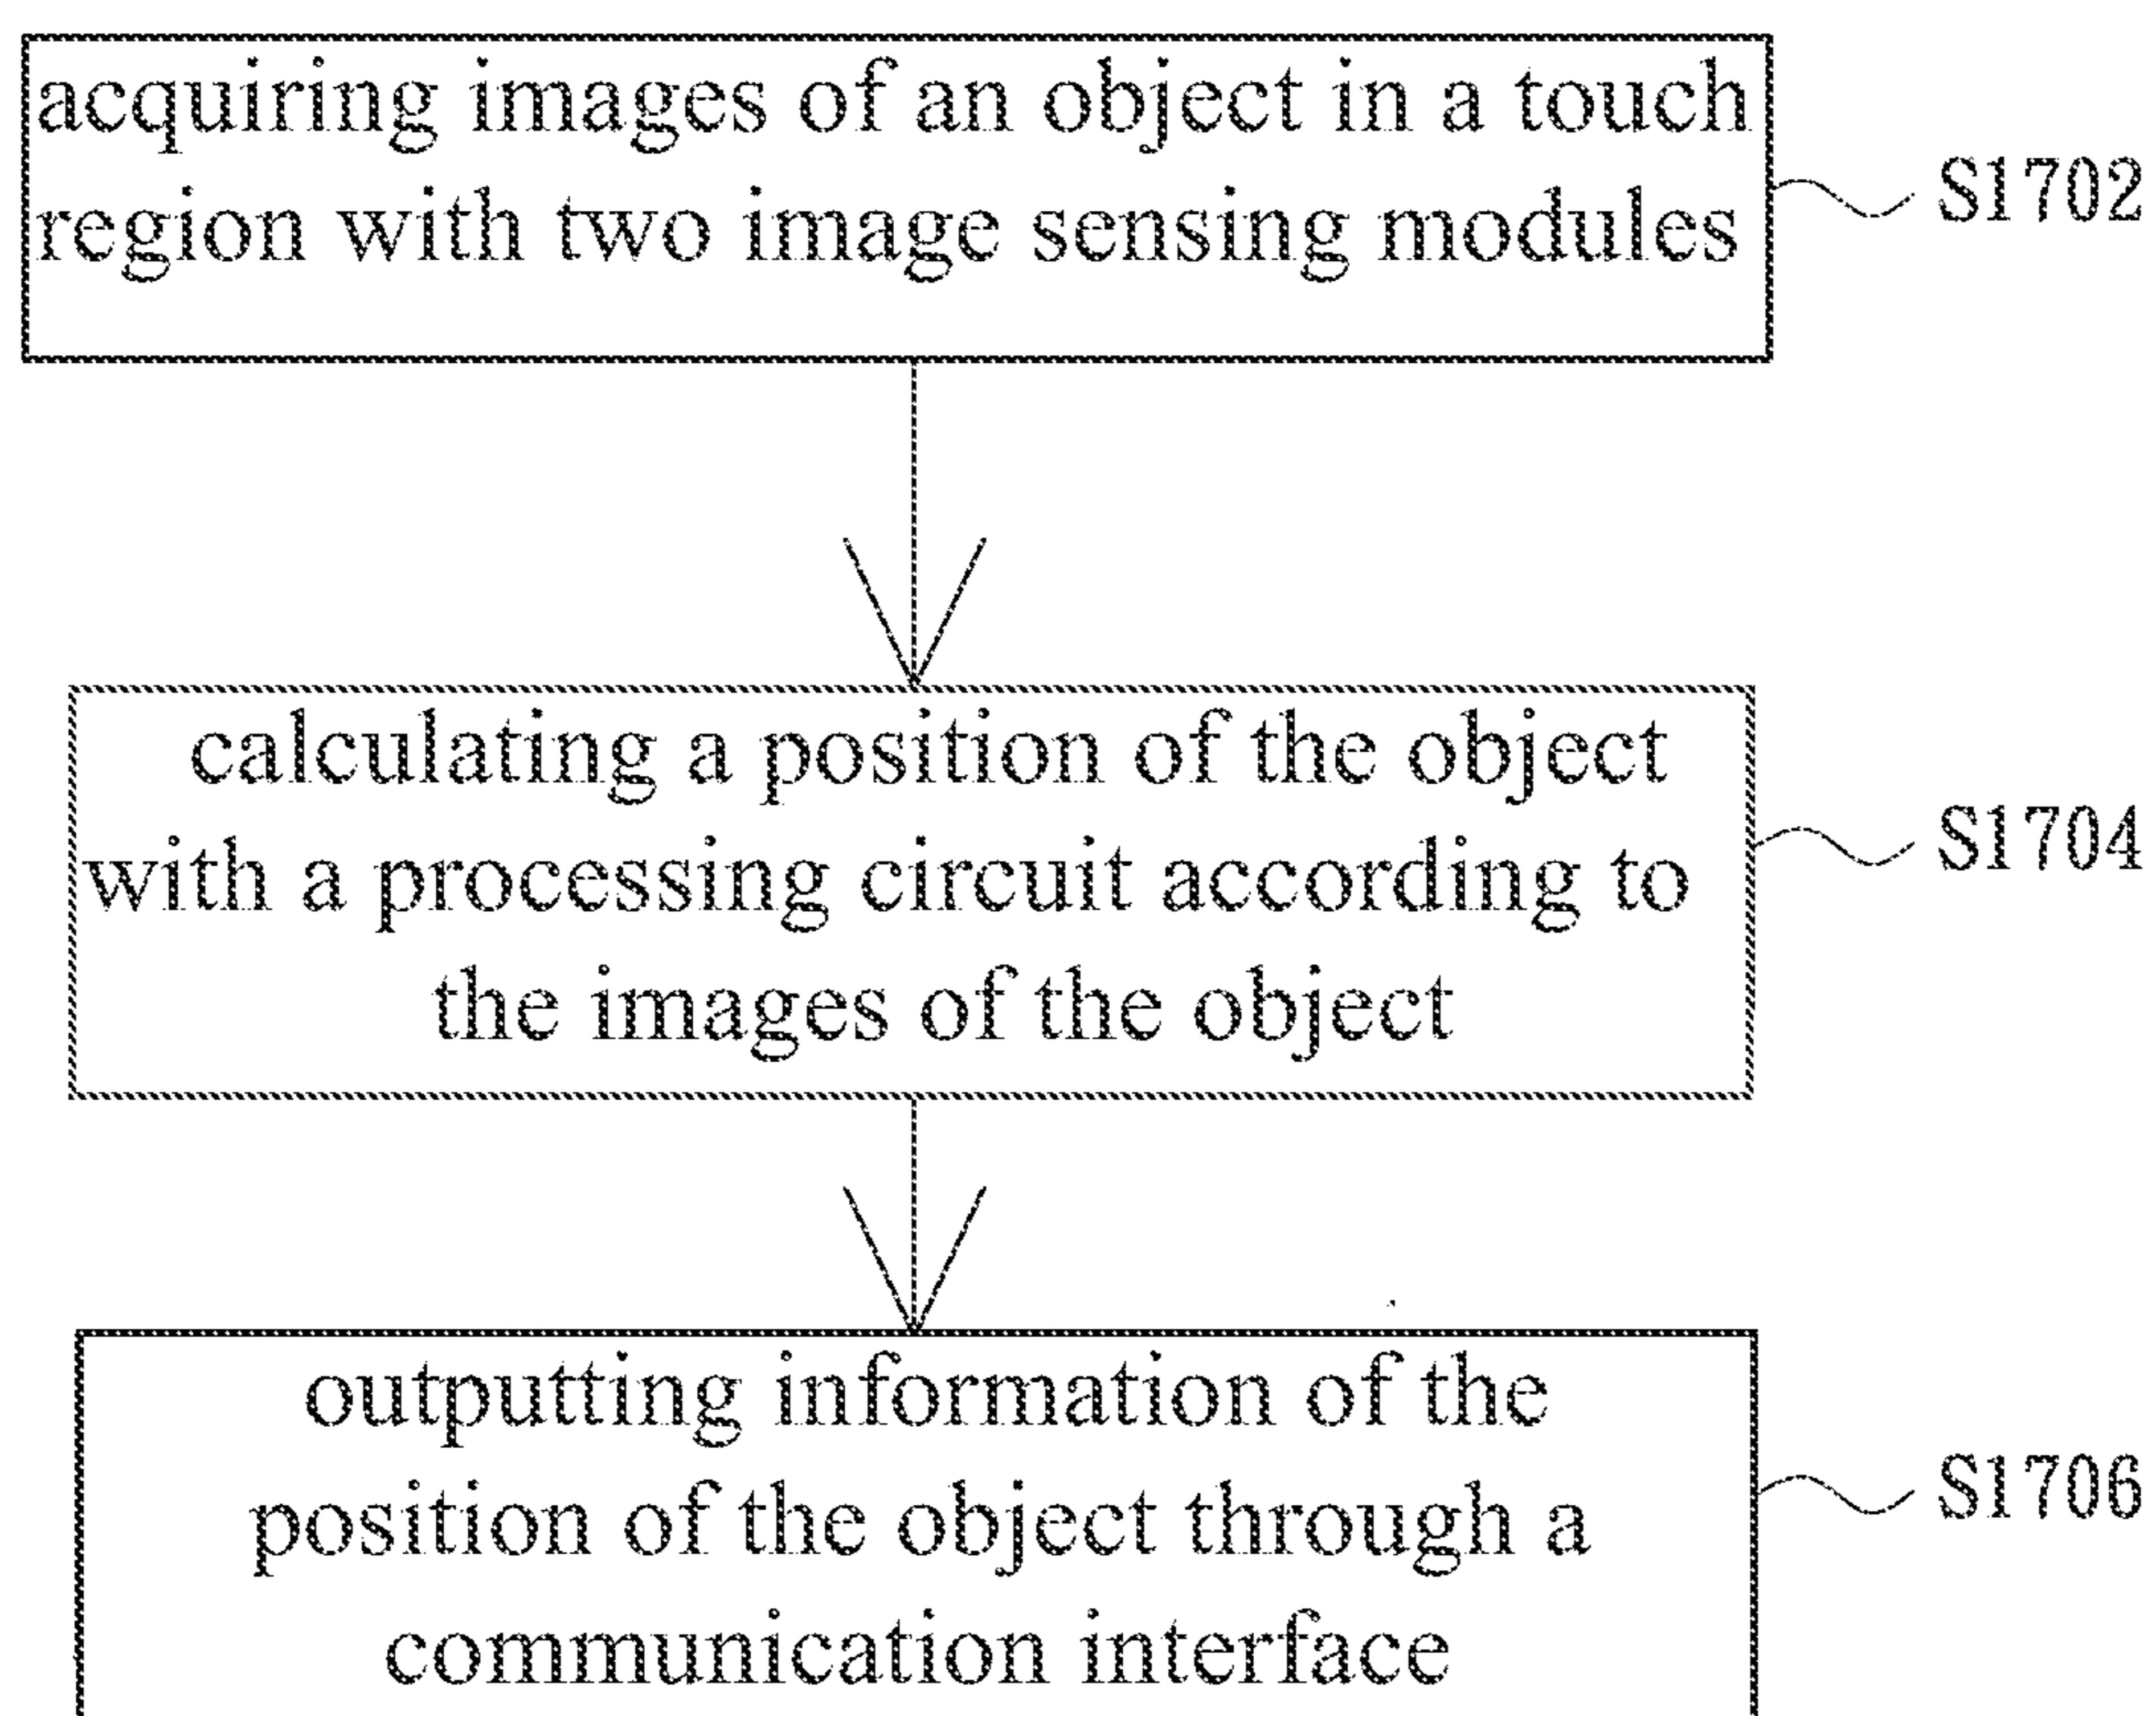 acquiring images of an object in a touch
region with two image sensing modules
S1702
calculating a position of the object
with a processing circuit according to
the images of the object
S1704
outputting information of the
position of the object through a
communication interface
S1706